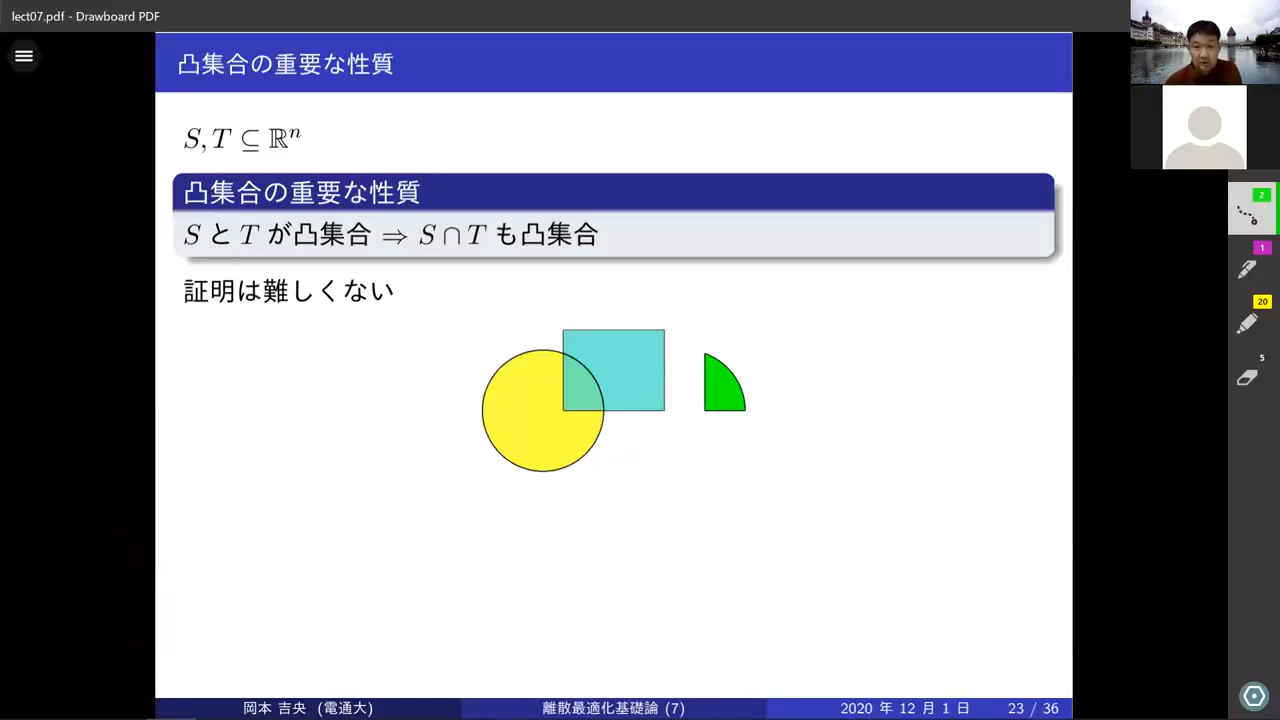 lect07.pdf - Drawboard PDF
凸集合の重要な性質
S, T ⊆ ℝⁿ
凸集合の重要な性質
S と T が凸集合 ⇒ S ∩ T も凸集合
証明は難しくない
2
1
20
5
岡本 吉央 (電通大)
離散最適化基礎論 (7)
2020 年 12 月 1 日
23 / 36